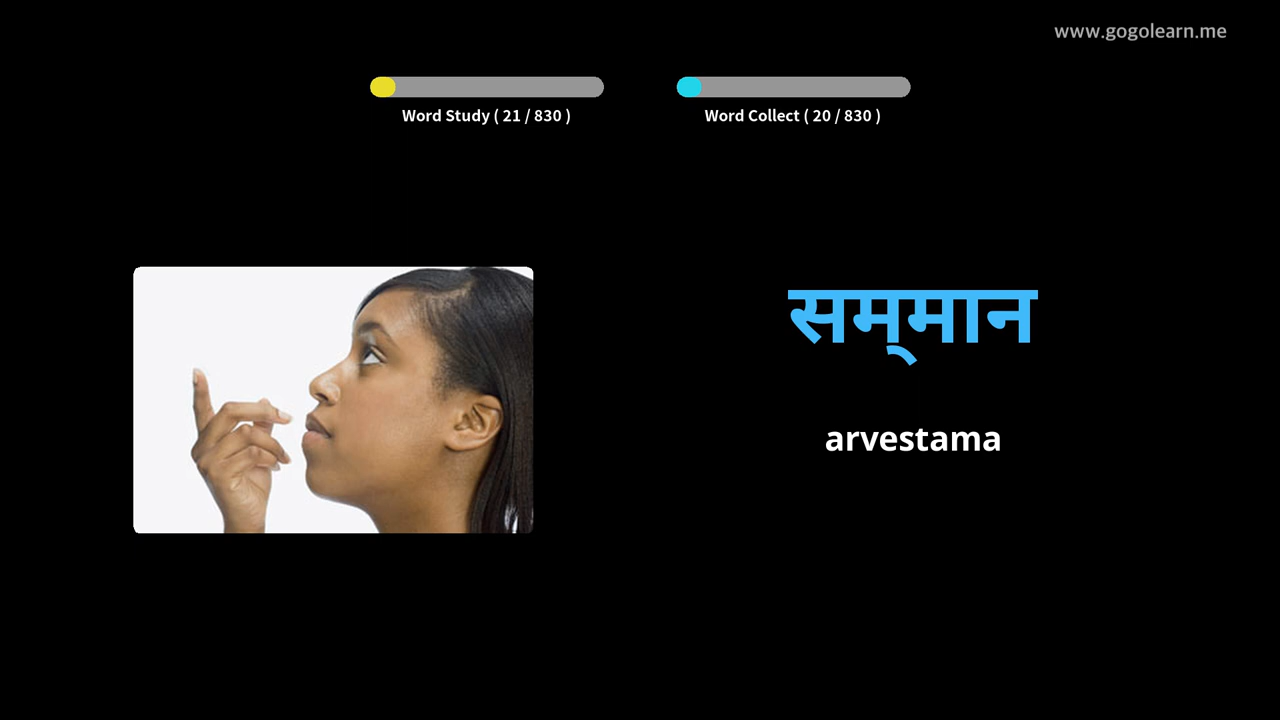 www.gogolearn.me
Word Study ( 21 / 830 )
Word Collect ( 20 / 830 )
सम्‌मान
arvestama